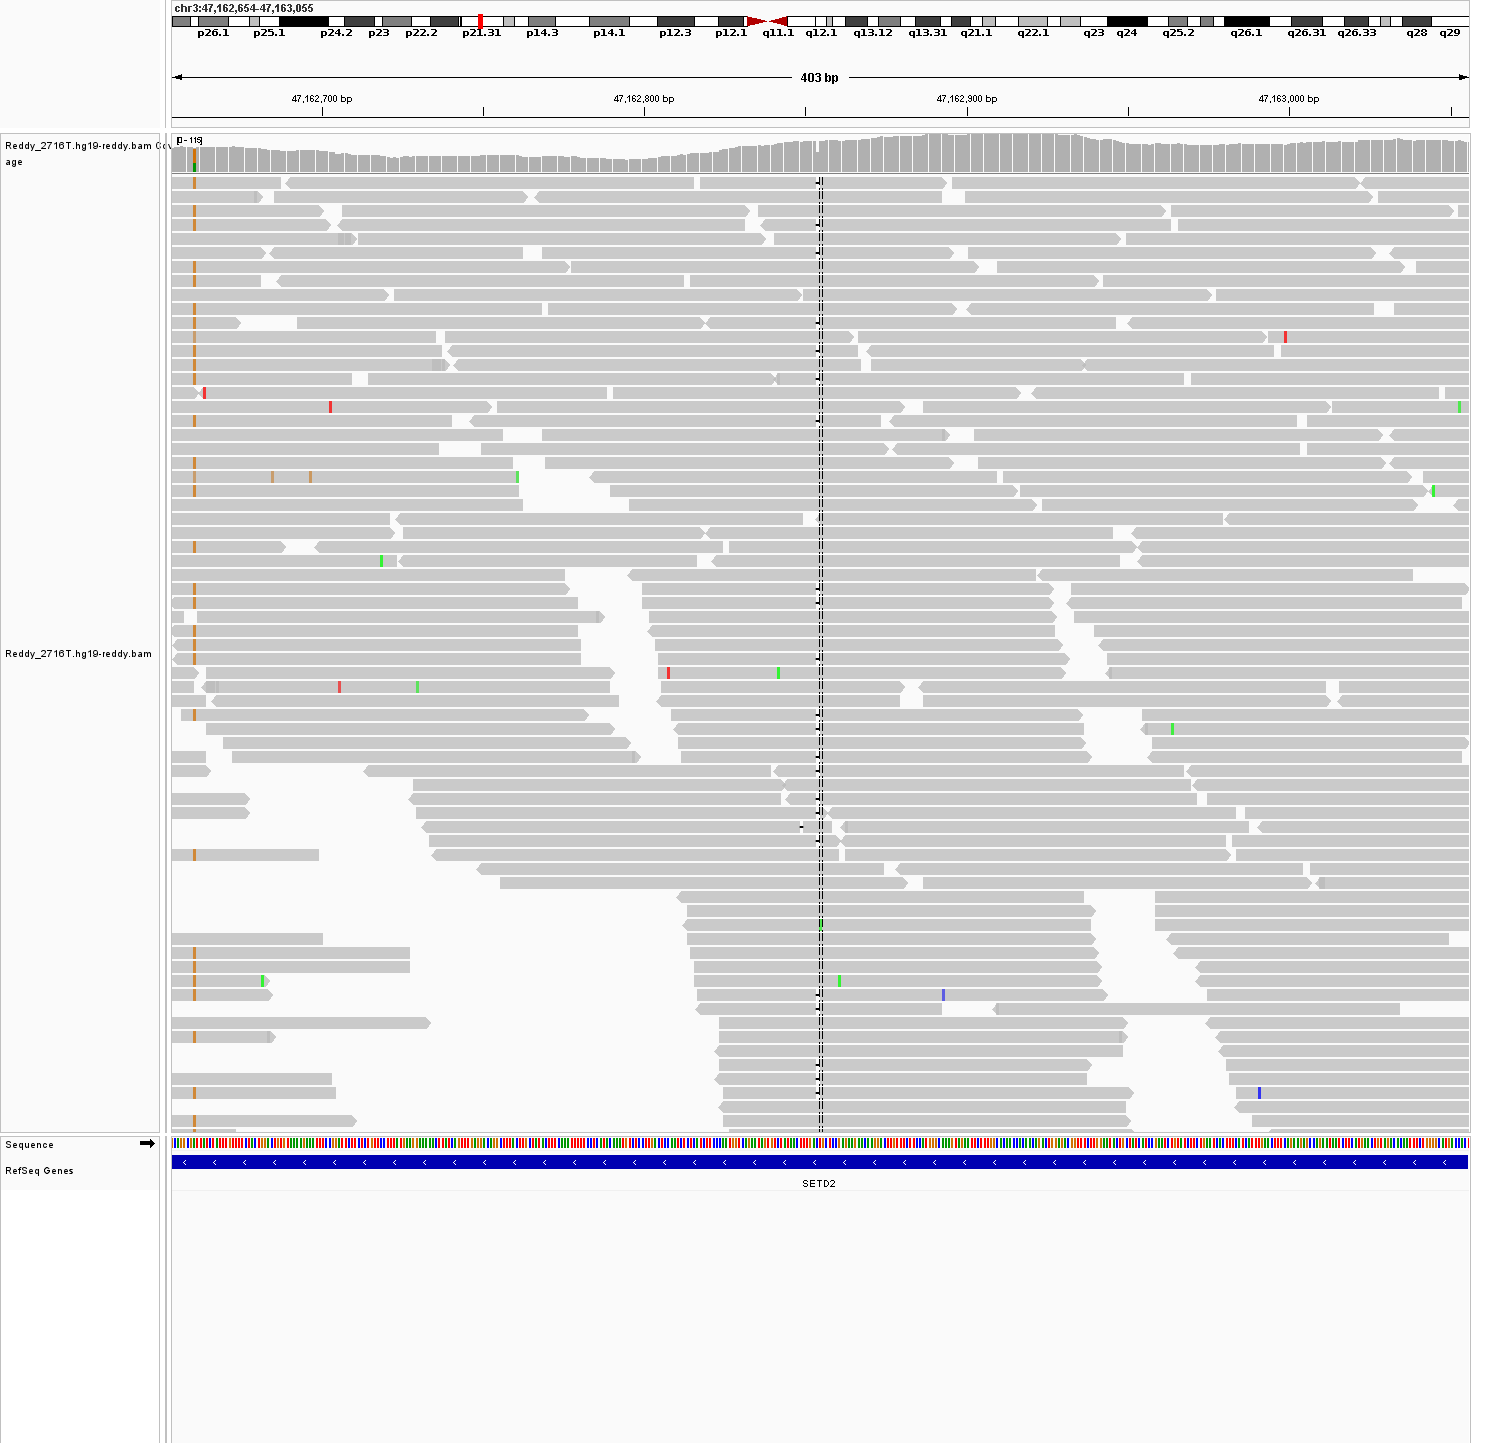 chr3:47,162,654-47,163,055
p26.1 p25.1 p24.2 p23 p22.2 p21.31 p14.3 p14.1 p12.3 p12.1 q11.1 q12.1 q13.12 q13.31 q21.1 q22.1 q23 q24 q25.2 q26.1 q26.31 q26.33 q28 q29
403 bp
47,162,700 bp 47,162,800 bp 47,162,900 bp 47,163,000 bp
[0 - 115]
Reddy_2716T.hg19-reddy.bam Cov
age
Reddy_2716T.hg19-reddy.bam
Sequence
RefSeq Genes
SETD2